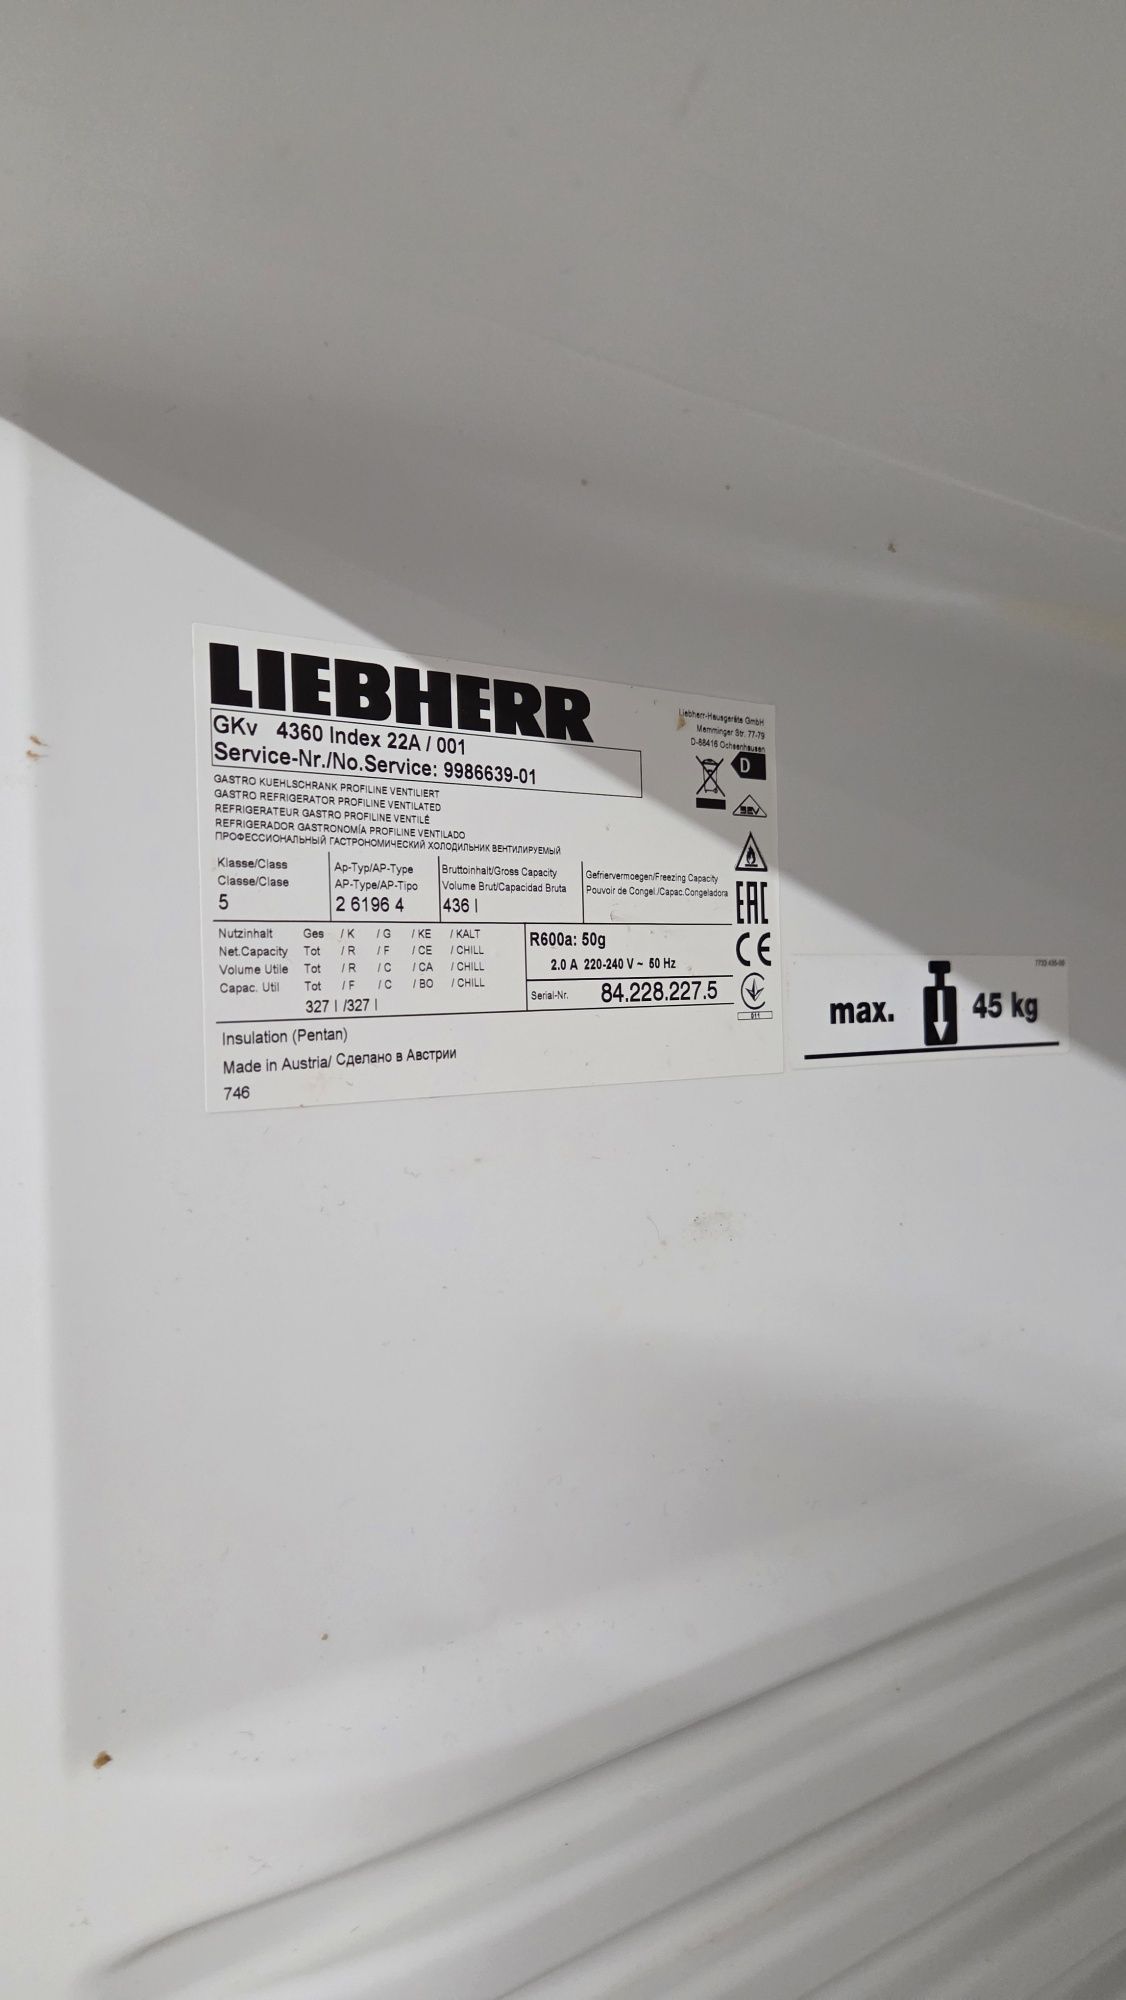 LIEBHERR
GKv 4360 Index 22A / 001
Service-Nr./No.Service: 9986639-01
Liebherr-Hausgeräte GmbH
Memminger Str. 77-79
D-88416 Ochsenhausen
D
SEV
GASTRO KUEHLSCHRANK PROFILINE VENTILIERT
GASTRO REFRIGERATOR PROFILINE VENTILATED
REFRIGERATEUR GASTRO PROFILINE VENTILÉ
REFRIGERADOR GASTRONOMÍA PROFILINE VENTILADO
ПРОФЕССИОНАЛЬНЫЙ ГАСТРОНОМИЧЕСКИЙ ХОЛОДИЛЬНИК ВЕНТИЛИРУЕМЫЙ
Klasse/Class
Classe/Clase
5
Ap-Typ/AP-Type
AP-Type/AP-Tipo
2 6196 4
Bruttoinhalt/Gross Capacity
Volume Brut/Capacidad Bruta
436 l
Gefriervermoegen/Freezing Capacity
Pouvoir de Congel./Capac.Congeladora
EAC
CE
Nutzinhalt Ges / K / G / KE / KALT
Net.Capacity Tot / R / F / CE / CHILL
Volume Utile Tot / R / C / CA / CHILL
Capac. Util Tot / F / C / BO / CHILL
327 l /327 l
R600a: 50g
2.0 A 220-240 V ~ 50 Hz
Serial-Nr. 84.228.227.5
011
Insulation (Pentan)
Made in Austria/ Сделано в Австрии
746
max. 45 kg